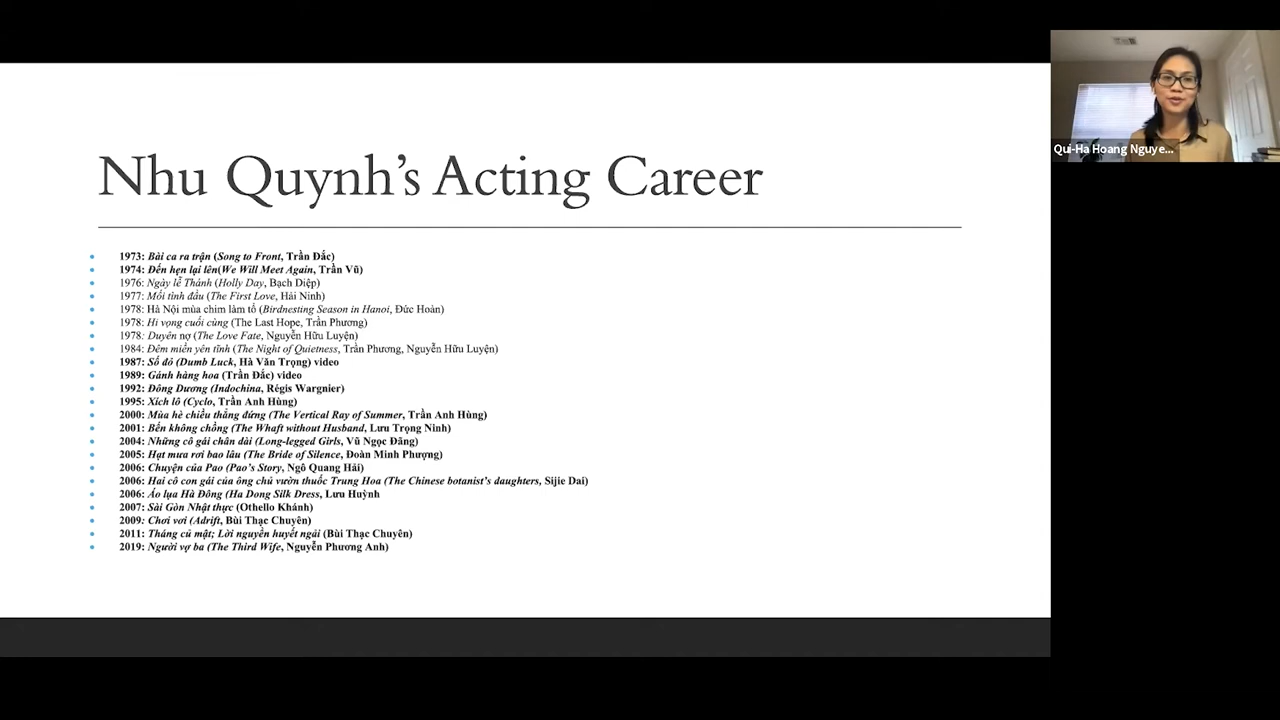 Nhu Quynh's Acting Career
1973: Bài ca ra trận (Song to Front, Trần Đắc)
1974: Đến hẹn lại lên(We Will Meet Again, Trần Vũ)
1976: Ngày lễ Thánh (Holly Day, Bạch Diệp)
1977: Mối tình đầu (The First Love, Hải Ninh)
1978: Hà Nội mùa chim làm tổ (Birdnesting Season in Hanoi, Đức Hoàn)
1978: Hi vọng cuối cùng (The Last Hope, Trần Phương)
1978: Duyên nợ (The Love Fate, Nguyễn Hữu Luyện)
1984: Đêm miền yên tĩnh (The Night of Quietness, Trần Phương, Nguyễn Hữu Luyện)
1987: Số đỏ (Dumb Luck, Hà Văn Trọng) video
1989: Gánh hàng hoa (Trần Đắc) video
1992: Đông Dương (Indochina, Régis Wargnier)
1995: Xích lô (Cyclo, Trần Anh Hùng)
2000: Mùa hè chiều thẳng đứng (The Vertical Ray of Summer, Trần Anh Hùng)
2001: Bến không chồng (The Whaft without Husband, Lưu Trọng Ninh)
2004: Những cô gái chân dài (Long-legged Girls, Vũ Ngọc Đãng)
2005: Hạt mưa rơi bao lâu (The Bride of Silence, Đoàn Minh Phượng)
2006: Chuyện của Pao (Pao's Story, Ngô Quang Hải)
2006: Hai cô con gái của ông chủ vườn thuốc Trung Hoa (The Chinese botanist's daughters, Sijie Dai)
2006: Áo lụa Hà Đông (Ha Dong Silk Dress, Lưu Huỳnh
2007: Sài Gòn Nhật thực (Othello Khánh)
2009: Chơi vơi (Adrift, Bùi Thạc Chuyên)
2011: Tháng củ mật; Lời nguyền huyết ngải (Bùi Thạc Chuyên)
2019: Người vợ ba (The Third Wife, Nguyễn Phương Anh)
Qui-Ha Hoang Nguye...